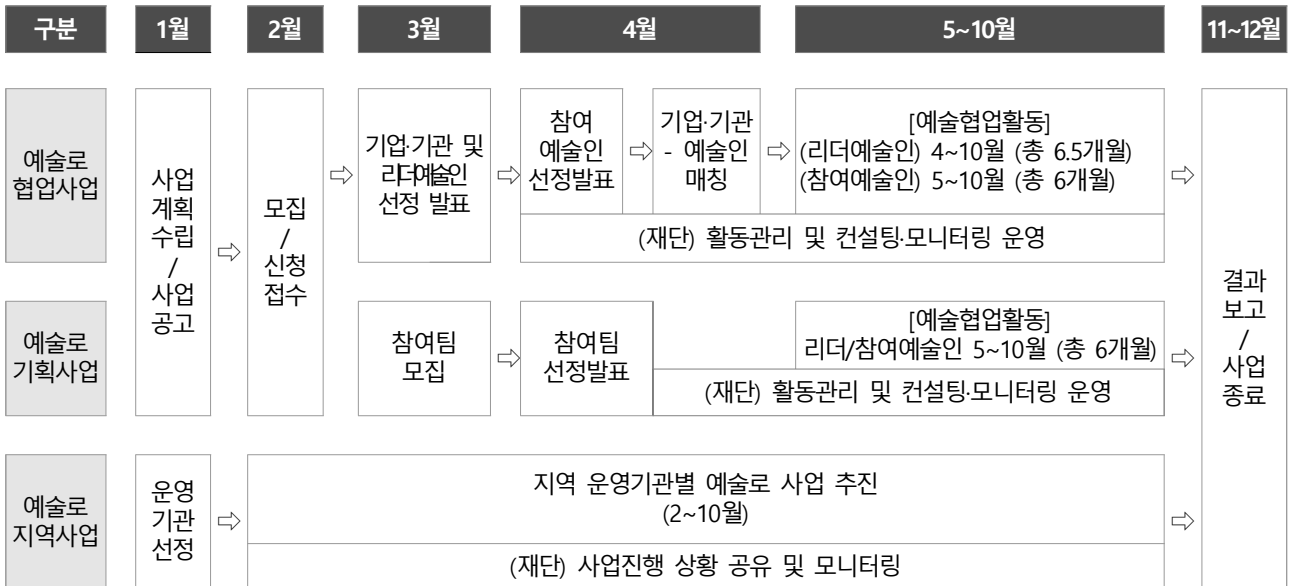 구분
1월
2월
3월
4월
5~10월
11~12월
예술로
협업사업
사업
계획
수립
/
사업
공고
모집
/
신청
접수
기업·기관 및
리더예술인
선정 발표
참여
예술인
선정발표
기업·기관
- 예술인
매칭
[예술협업활동]
(리더예술인) 4~10월 (총 6.5개월)
(참여예술인) 5~10월 (총 6개월)
(재단) 활동관리 및 컨설팅·모니터링 운영
결과
보고
/
사업
종료
예술로
기획사업
참여팀
모집
참여팀
선정발표
[예술협업활동]
리더/참여예술인 5~10월 (총 6개월)
(재단) 활동관리 및 컨설팅·모니터링 운영
예술로
지역사업
운영
기관
선정
지역 운영기관별 예술로 사업 추진
(2~10월)
(재단) 사업진행 상황 공유 및 모니터링